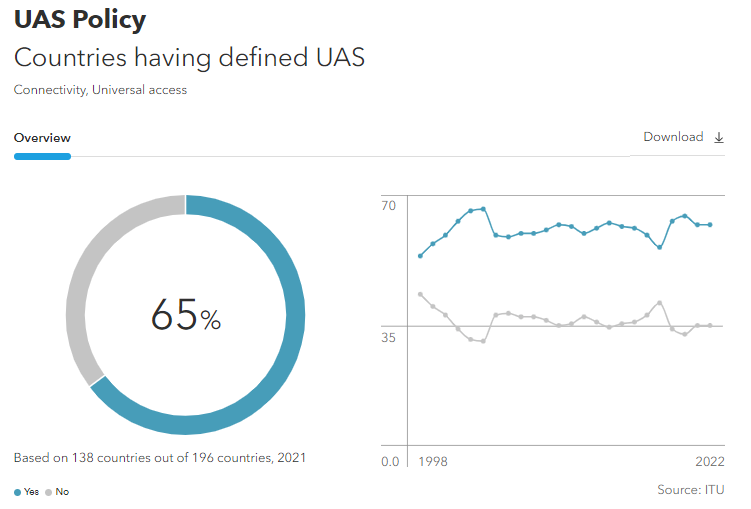 UAS Policy
Countries having defined UAS
Connectivity, Universal access
Overview
Download
70
65%
35
Based on 138 countries out of 196 countries, 2021
0.0
1998
2022
Yes
No
Source: ITU